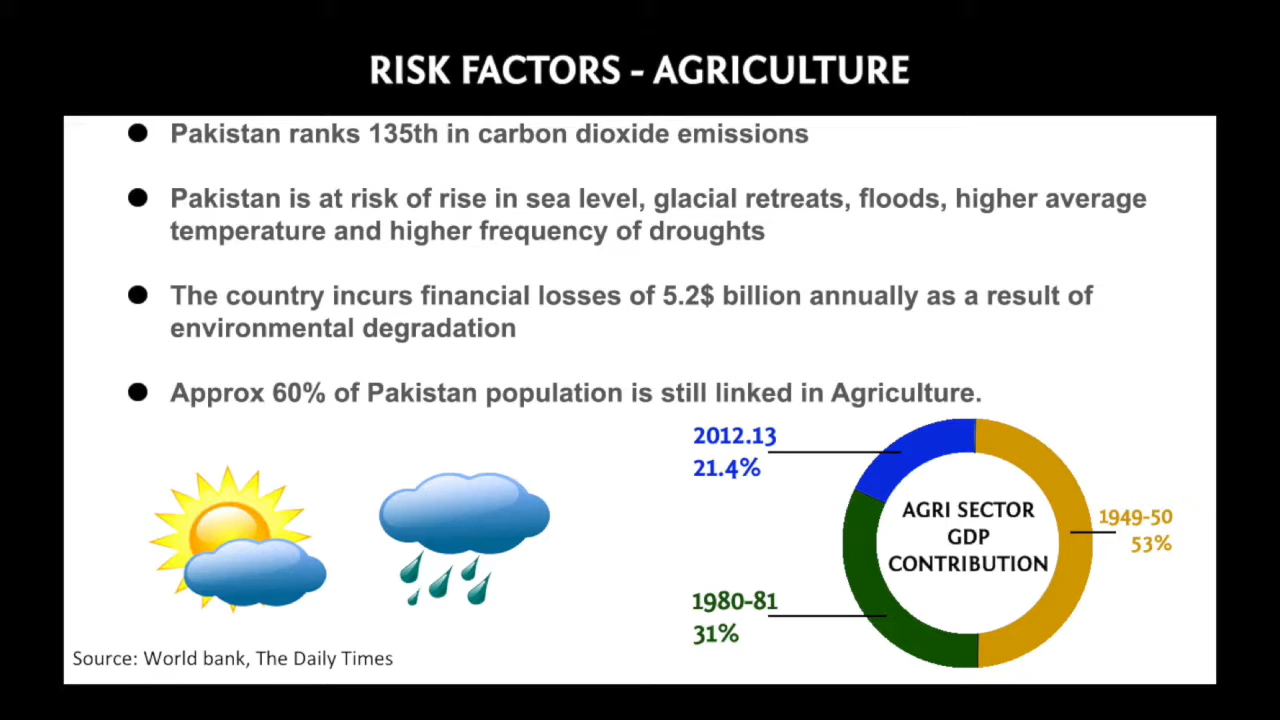 RISK FACTORS - AGRICULTURE
● Pakistan ranks 135th in carbon dioxide emissions
● Pakistan is at risk of rise in sea level, glacial retreats, floods, higher average
temperature and higher frequency of droughts
● The country incurs financial losses of 5.2$ billion annually as a result of
environmental degradation
● Approx 60% of Pakistan population is still linked in Agriculture.
2012.13
21.4%
AGRI SECTOR
GDP
CONTRIBUTION
1949-50
53%
1980-81
31%
Source: World bank, The Daily Times